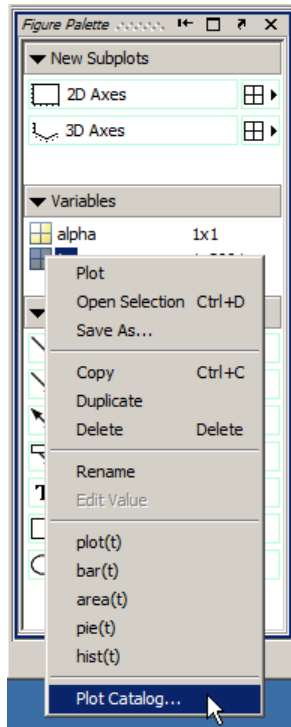 Figure Palette
New Subplots
2D Axes
3D Axes
Variables
alpha 1x1
Plot
Open Selection Ctrl+D
Save As...
Copy Ctrl+C
Duplicate
Delete Delete
Rename
Edit Value
plot(t)
bar(t)
area(t)
pie(t)
hist(t)
Plot Catalog...
T